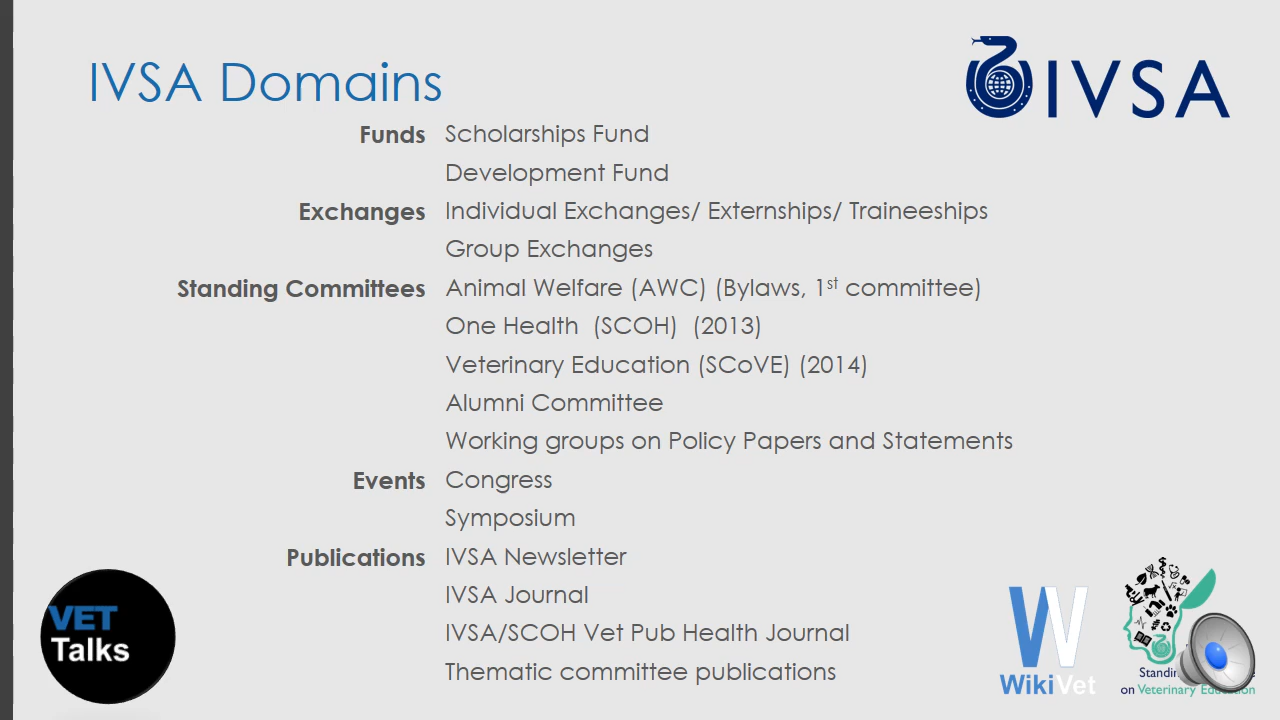 IVSA Domains
IVSA
Funds Scholarships Fund
Development Fund
Exchanges Individual Exchanges/ Externships/ Traineeships
Group Exchanges
Standing Committees Animal Welfare (AWC) (Bylaws, 1st committee)
One Health (SCOH) (2013)
Veterinary Education (SCoVE) (2014)
Alumni Committee
Working groups on Policy Papers and Statements
Events Congress
Symposium
Publications IVSA Newsletter
IVSA Journal
IVSA/SCOH Vet Pub Health Journal
Thematic committee publications
VET
Talks
W
WikiVet
on Veterinary Education